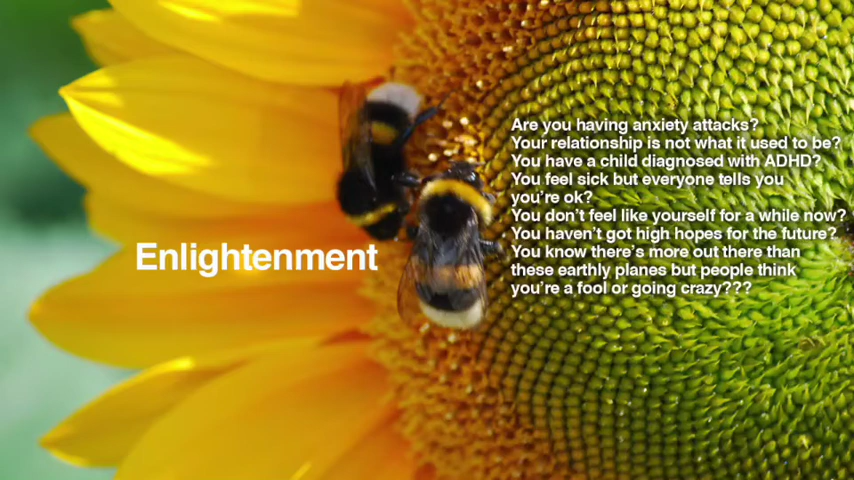 Enlightenment
Are you having anxiety attacks?
Your relationship is not what it used to be?
You have a child diagnosed with ADHD?
You feel sick but everyone tells you
you're ok?
You don't feel like yourself for a while now?
You haven't got high hopes for the future?
You know there's more out there than
these earthly planes but people think
you're a fool or going crazy???